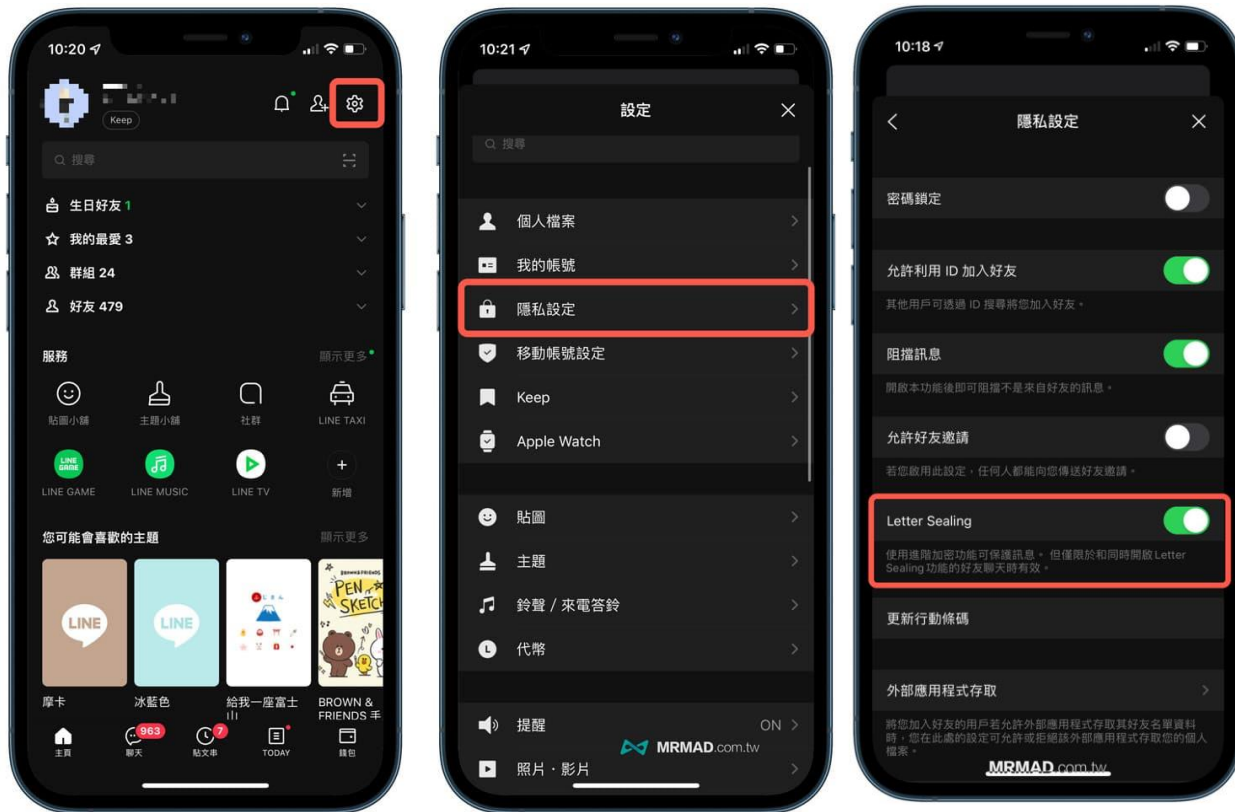 10:20
Keep
搜尋
生日好友 1
我的最愛 3
群組 24
好友 479
服務
顯示更多
貼圖小舖
主題小舖
社群
LINE TAXI
LINE GAME
LINE GAME
LINE MUSIC
LINE TV
新增
您可能會喜歡的主題
顯示更多
LINE
LINE
BROWN & FRIENDS
PEN
SKETCH
摩卡
冰藍色
給我一座富士山
BROWN & FRIENDS 手
主頁
963
聊天
7
貼文串
TODAY
錢包
10:21
設定
搜尋
個人檔案
我的帳號
隱私設定
移動帳號設定
Keep
Apple Watch
貼圖
主題
鈴聲 / 來電答鈴
代幣
提醒
ON
MRMAD.com.tw
照片・影片
10:18
隱私設定
密碼鎖定
允許利用 ID 加入好友
其他用戶可透過 ID 搜尋將您加入好友。
阻擋訊息
開啟本功能後即可阻擋不是來自好友的訊息。
允許好友邀請
若您啟用此設定,任何人都能向您傳送好友邀請。
Letter Sealing
使用進階加密功能可保護訊息。但僅限於和同時開啟 Letter
Sealing 功能的好友聊天時有效。
更新行動條碼
外部應用程式存取
將您加入好友的用戶若允許外部應用程式存取其好友名單資料
時,您在此處的設定可允許或拒絕該外部應用程式存取您的個人
檔案。
MRMAD.com.tw